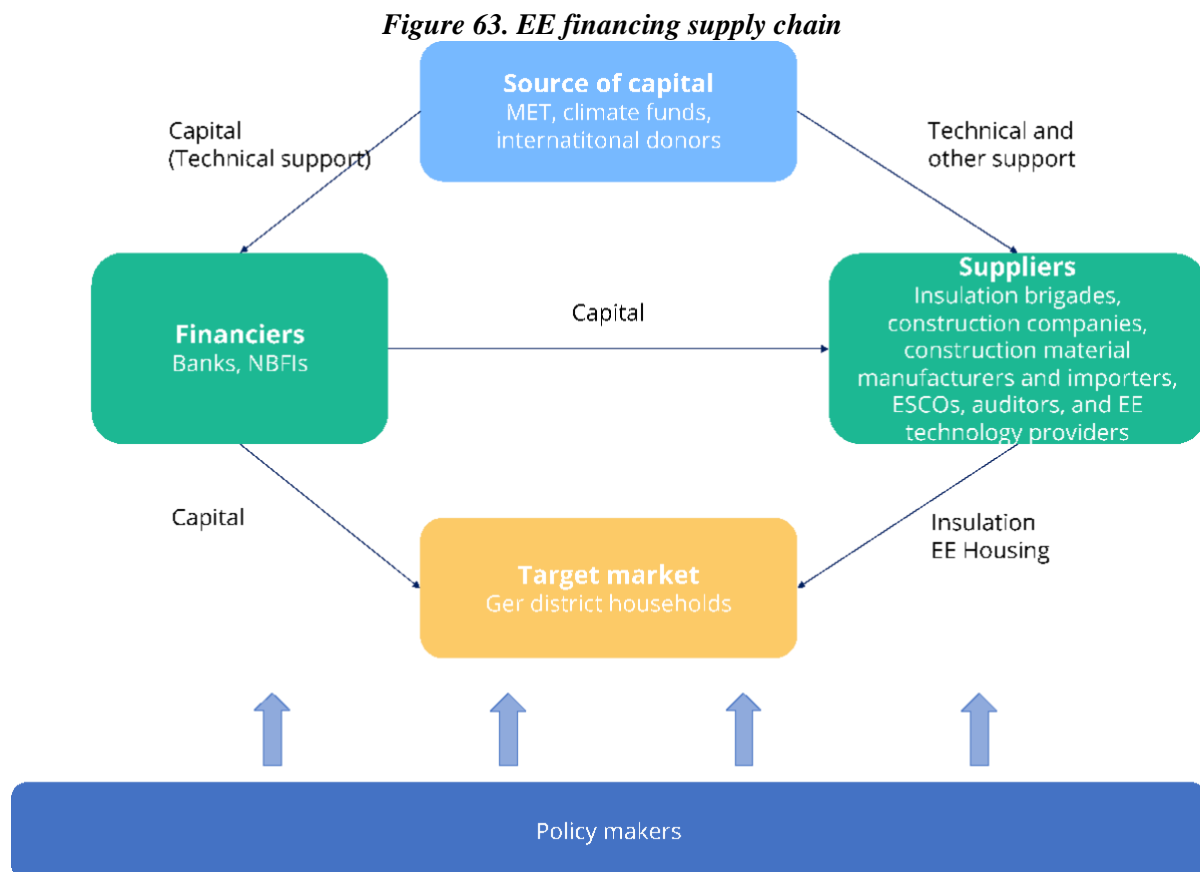 Figure 63. EE financing supply chain
Source of capital
MET, climate funds,
internatitonal donors
Capital
(Technical support)
Technical and
other support
Financiers
Banks, NBFIs
Capital
Suppliers
Insulation brigades,
construction companies,
construction material
manufacturers and importers,
ESCOs, auditors, and EE
technology providers
Capital
Insulation
EE Housing
Target market
Ger district households
Policy makers